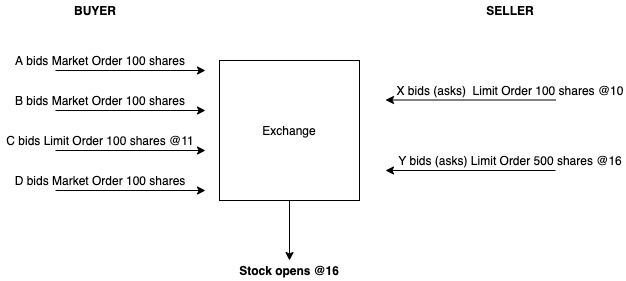 BUYER
SELLER
A bids Market Order 100 shares
X bids (asks)  Limit Order 100 shares @10
B bids Market Order 100 shares
Exchange
C bids Limit Order 100 shares @11
Y bids (asks) Limit Order 500 shares @16
D bids Market Order 100 shares
Stock opens @16